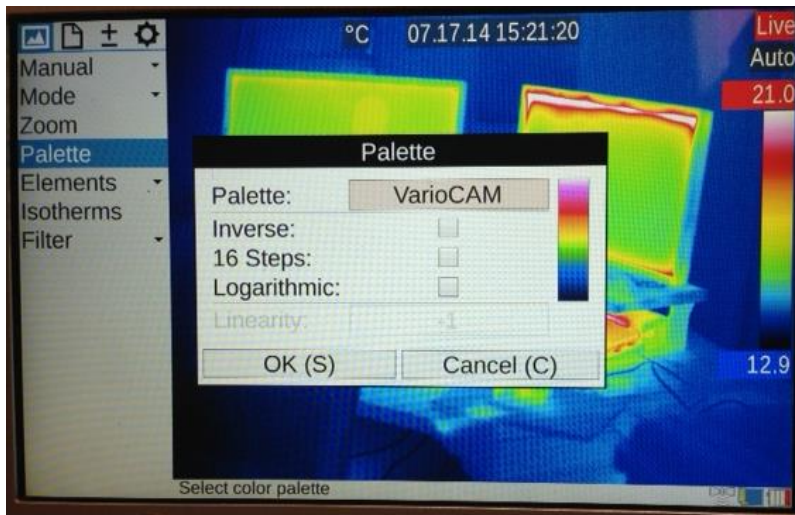 °C 07.17.14 15:21:20 Live
Auto
21.0
Manual
Mode
Zoom
Palette
Elements
Isotherms
Filter
Palette
Palette: VarioCAM
Inverse:
16 Steps:
Logarithmic:
Linearity: -1
OK (S) Cancel (C)
12.9
Select color palette